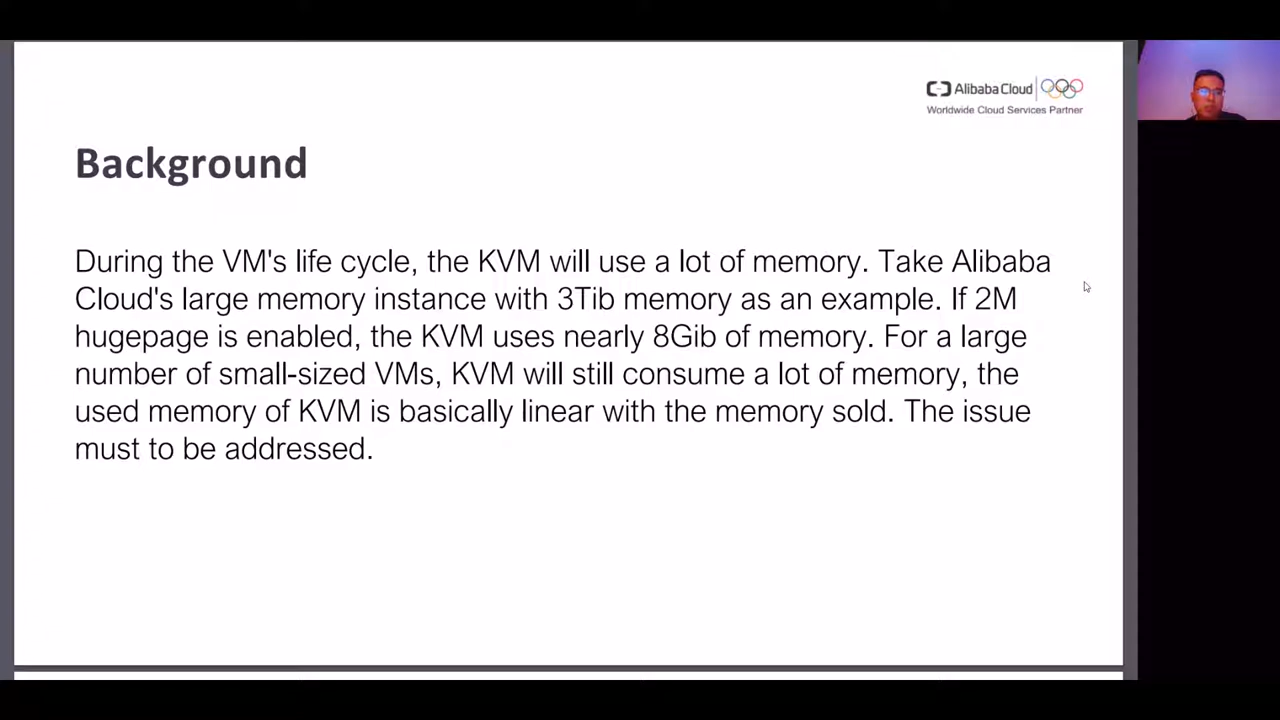 Alibaba Cloud
Worldwide Cloud Services Partner
Background
During the VM's life cycle, the KVM will use a lot of memory. Take Alibaba
Cloud's large memory instance with 3Tib memory as an example. If 2M
hugepage is enabled, the KVM uses nearly 8Gib of memory. For a large
number of small-sized VMs, KVM will still consume a lot of memory, the
used memory of KVM is basically linear with the memory sold. The issue
must to be addressed.